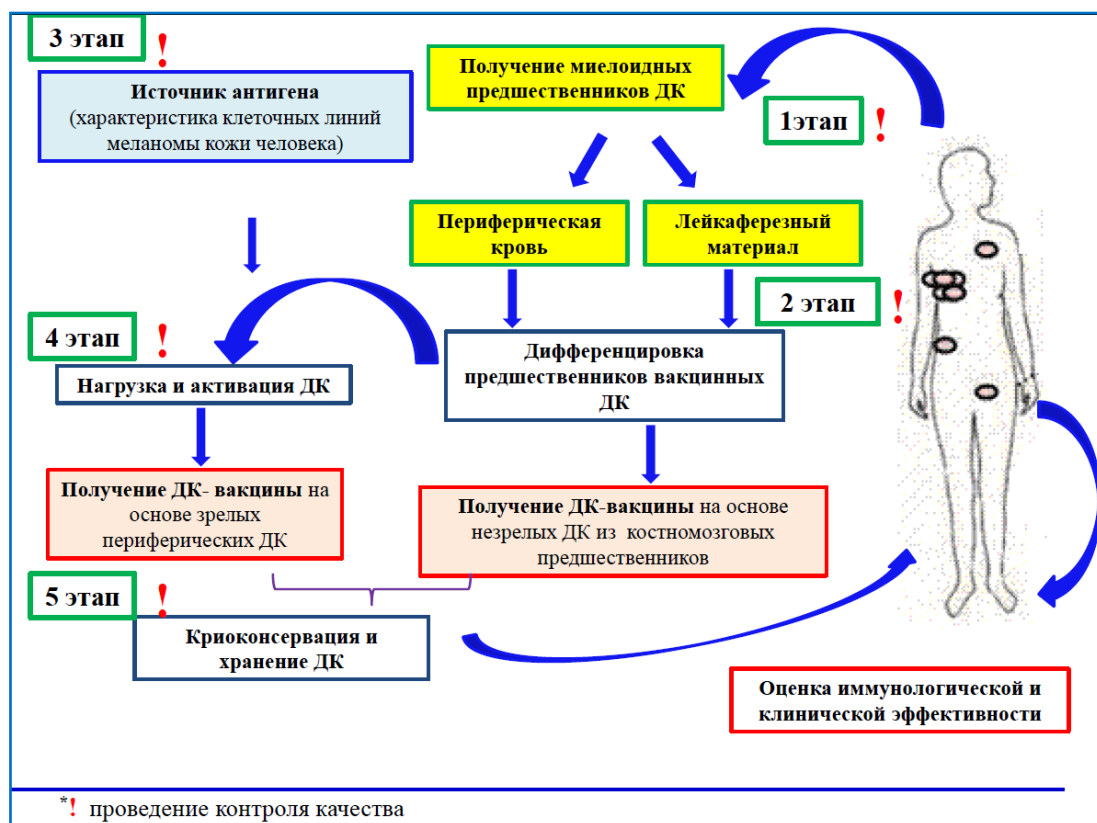 3 этап !
Источник антигена
(характеристика клеточных линий
меланомы кожи человека)
Получение миелоидных
предшественников ДК
1этап !
Периферическая
кровь
Лейкаферезный
материал
2 этап !
4 этап !
Нагрузка и активация ДК
Дифференцировка
предшественников вакцинных
ДК
Получение ДК- вакцины на
основе зрелых
периферических ДК
Получение ДК-вакцины на основе
незрелых ДК из костномозговых
предшественников
5 этап !
Криоконсервация и
хранение ДК
Оценка иммунологической и
клинической эффективности
*! проведение контроля качества